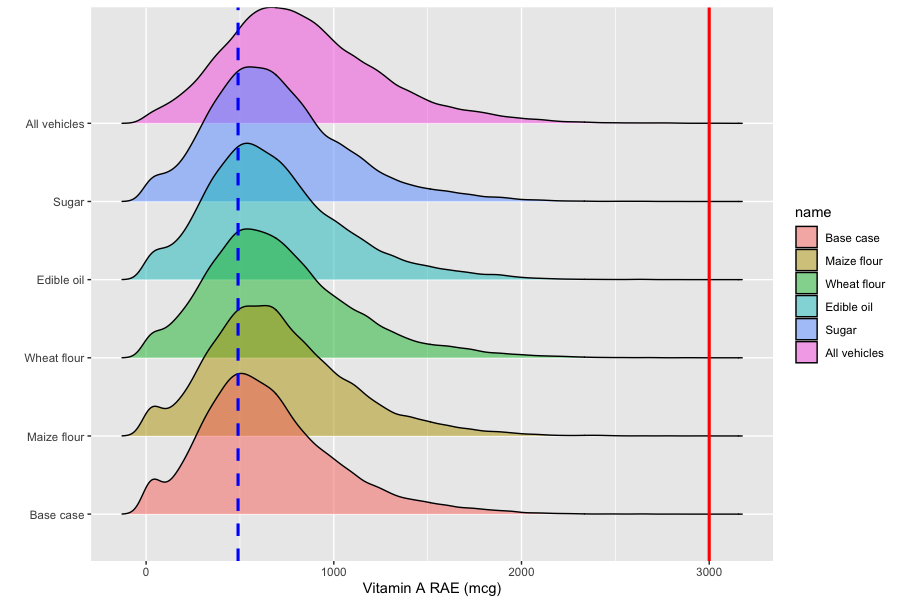 All vehicles
Sugar
Edible oil
Wheat flour
Maize flour
Base case
0
1000
2000
3000
Vitamin A RAE (mcg)
name
Base case
Maize flour
Wheat flour
Edible oil
Sugar
All vehicles